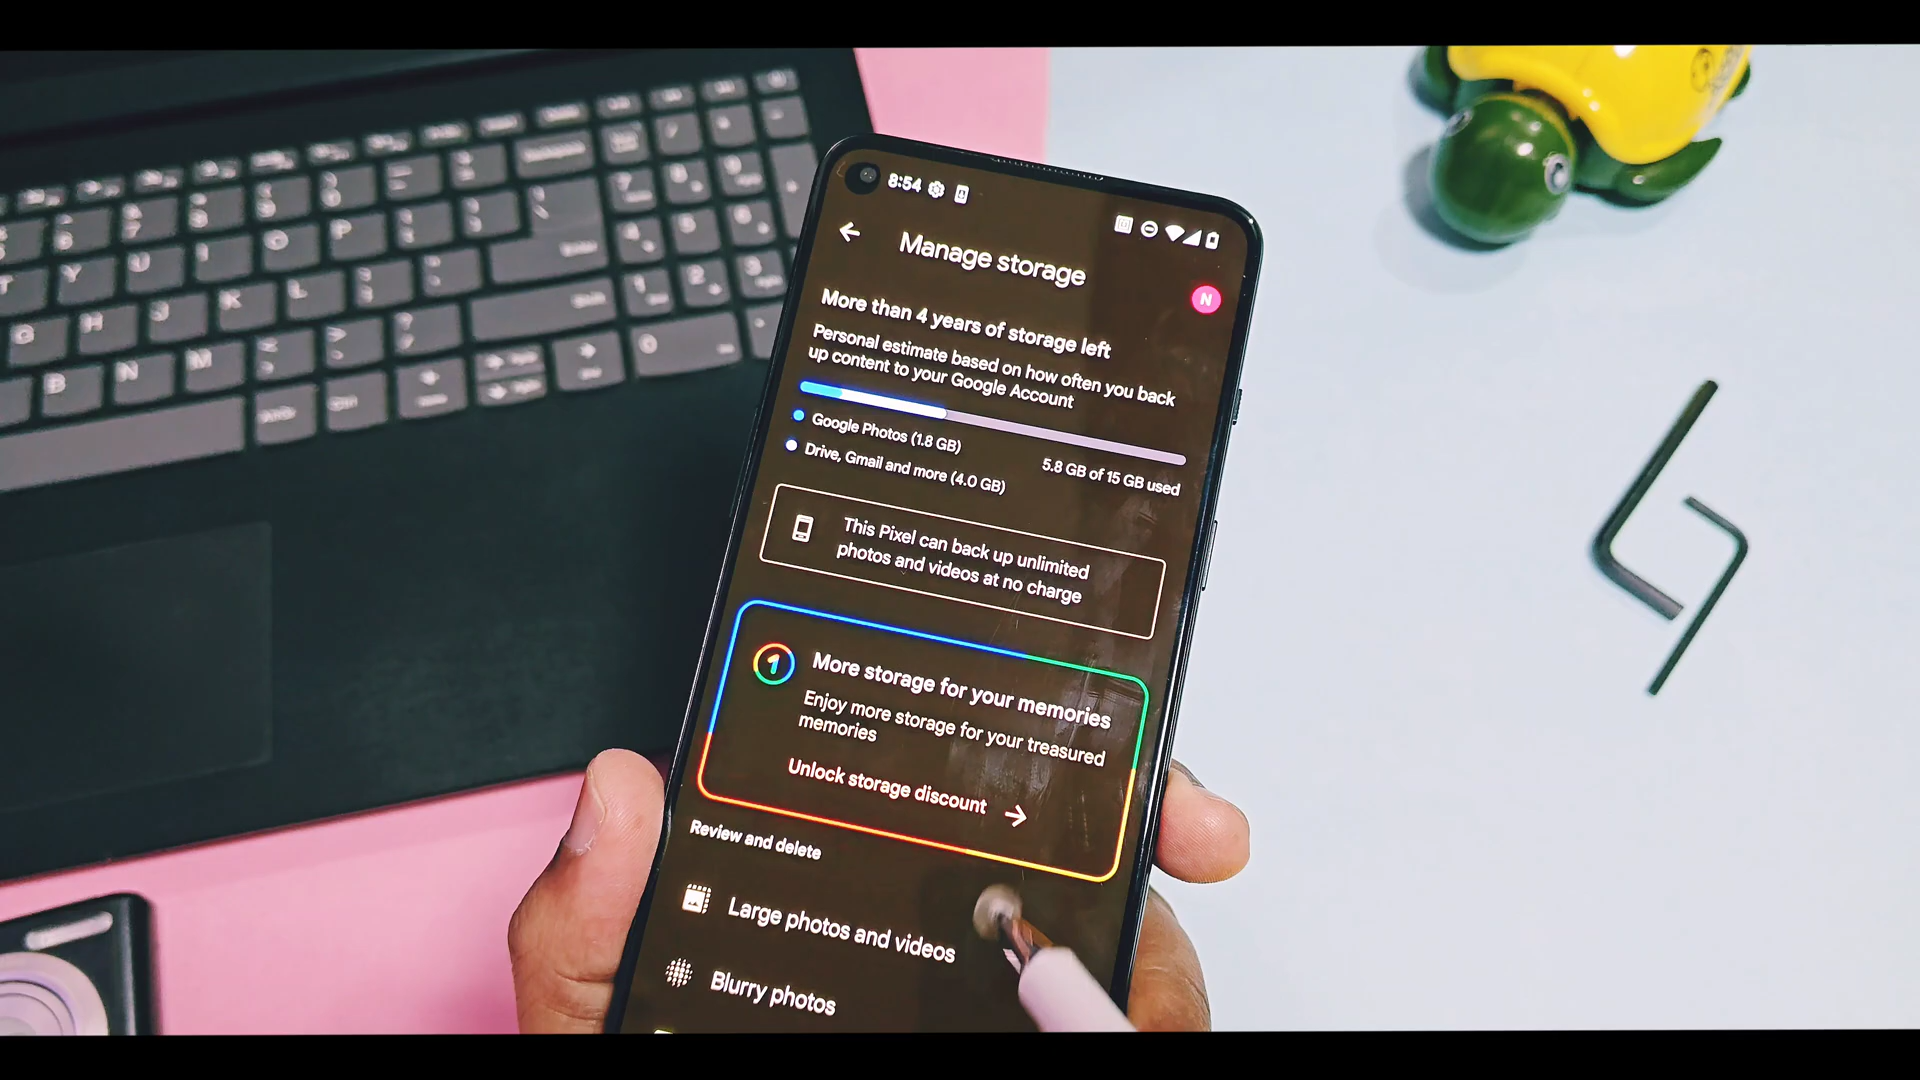 8:54
Manage storage
N
More than 4 years of storage left
Personal estimate based on how often you back
up content to your Google Account
Google Photos (1.8 GB)
5.8 GB of 15 GB used
Drive, Gmail and more (4.0 GB)
This Pixel can back up unlimited
photos and videos at no charge
1
More storage for your memories
Enjoy more storage for your treasured
memories
Unlock storage discount
Review and delete
Large photos and videos
Blurry photos